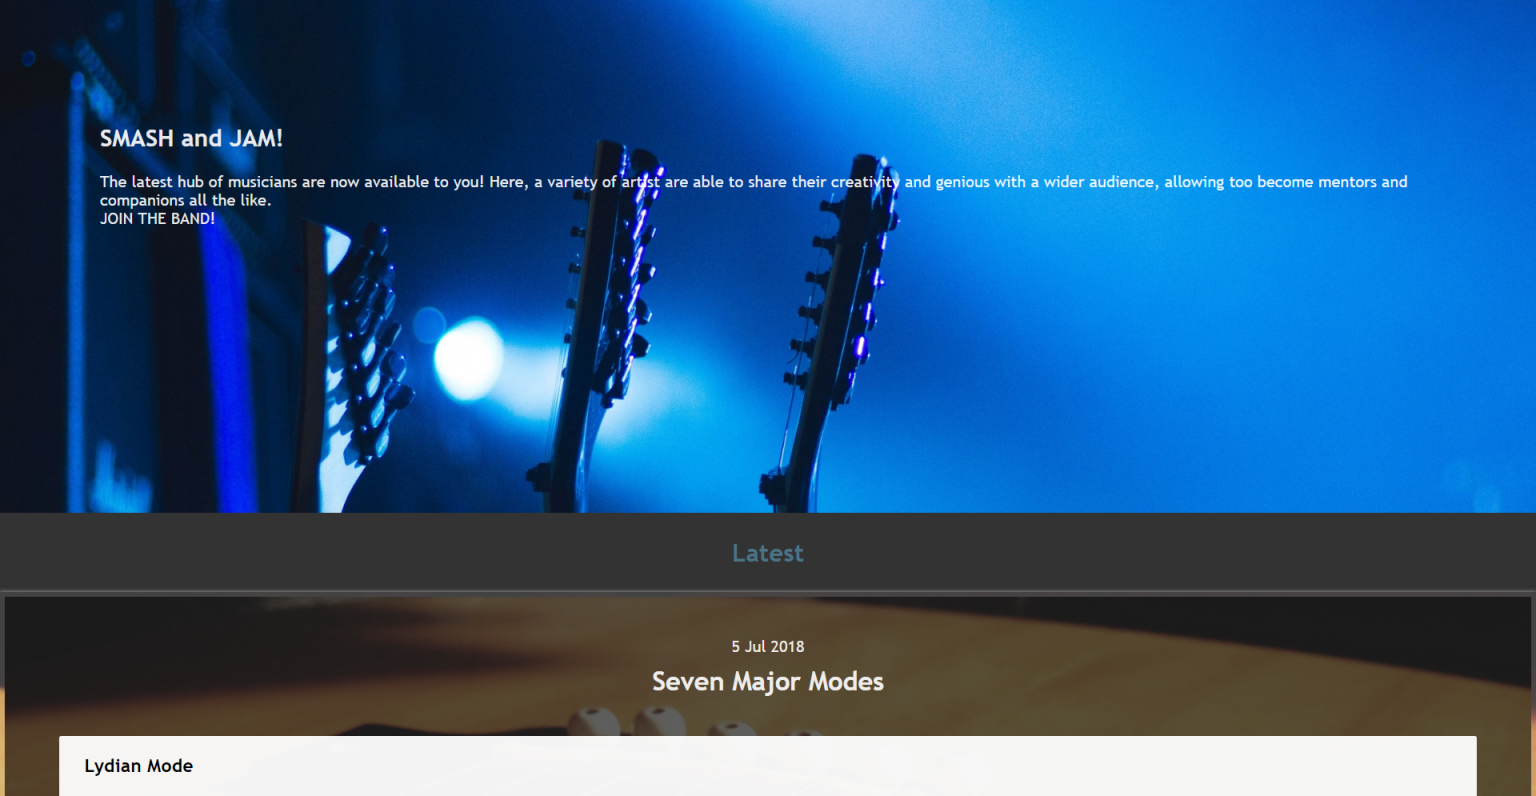 SMASH and JAM!
The latest hub of musicians are now available to you! Here, a variety of artist are able to share their creativity and genious with a wider audience, allowing too become mentors and
companions all the like.
JOIN THE BAND!
Latest
5 Jul 2018
Seven Major Modes
Lydian Mode